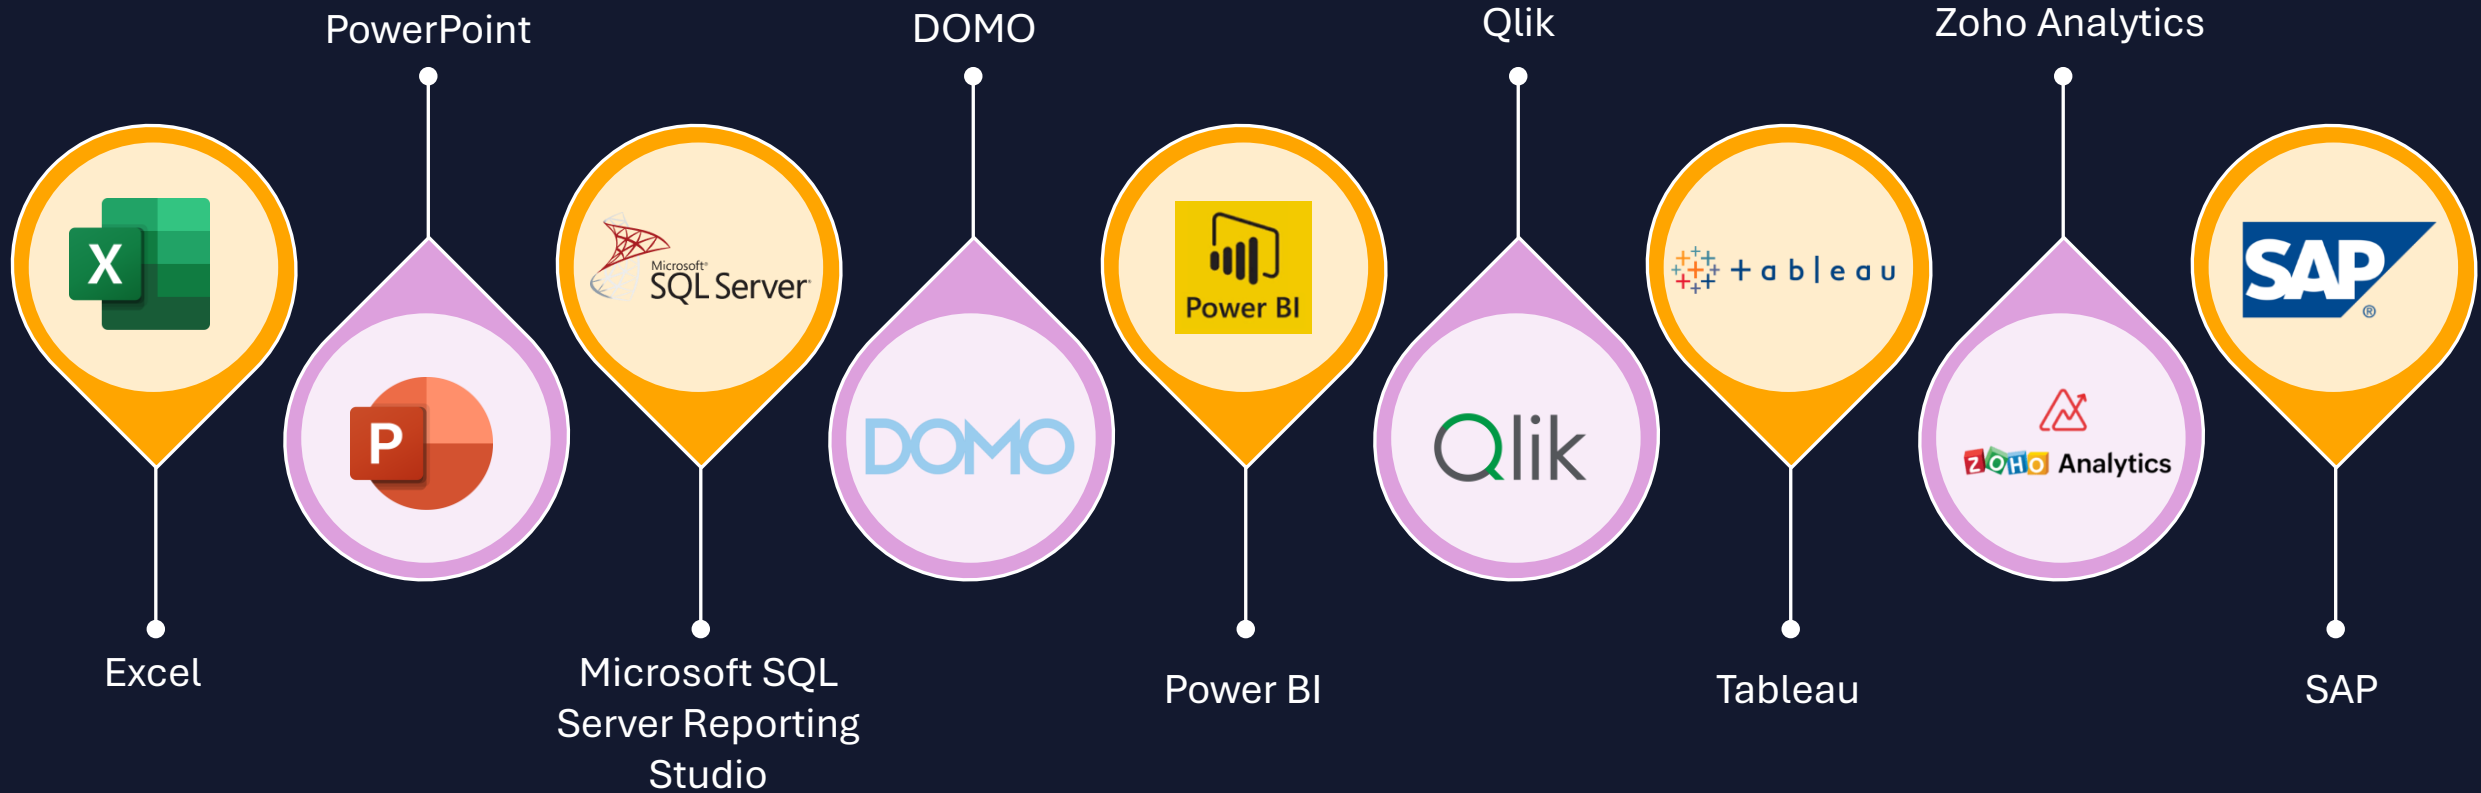 PowerPoint
DOMO
Qlik
Zoho Analytics
X
P
Microsoft®
SQL Server®
DOMO
Power BI
Qlik
+ableau
ZOHO Analytics
SAP
®
Excel
Microsoft SQL
Server Reporting
Studio
Power BI
Tableau
SAP